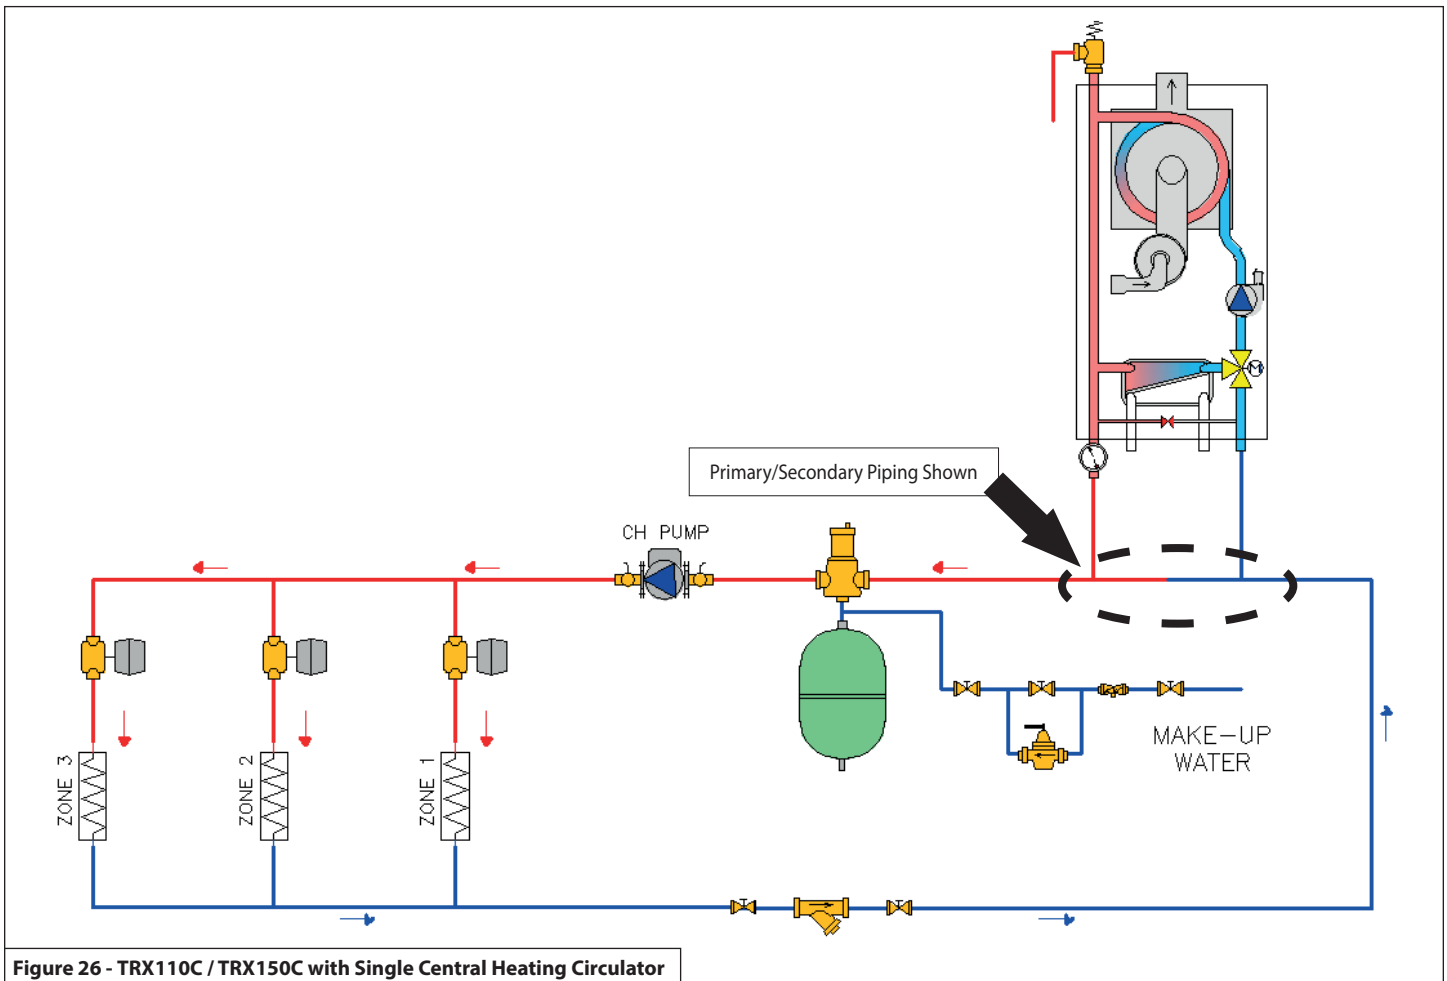 Primary/Secondary Piping Shown
CH PUMP
M
MAKE-UP
WATER
ZONE 3
ZONE 2
ZONE 1
Figure 26 - TRX110C / TRX150C with Single Central Heating Circulator